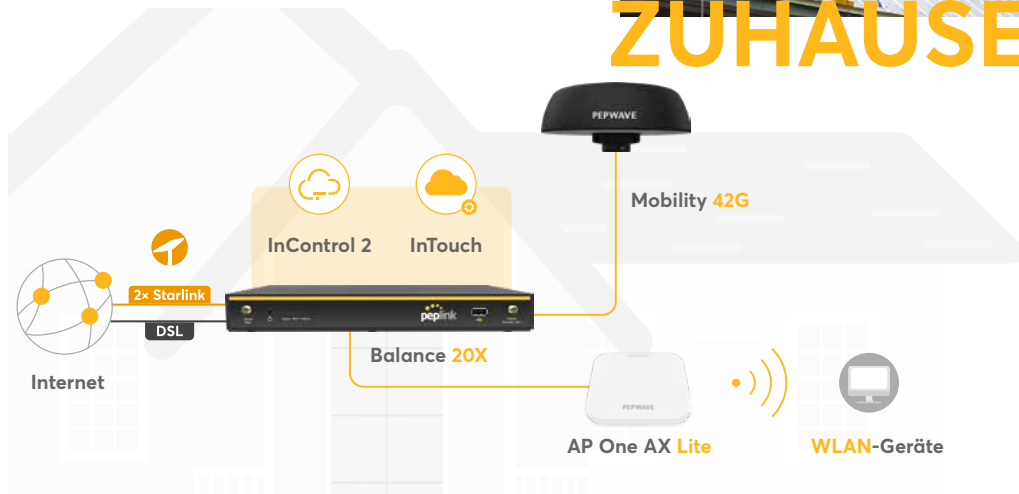 ZUHAUSE
PEPWAVE
Mobility 42G
InControl 2
InTouch
2× Starlink
DSL
peplink
Balance 20X
Internet
PEPWAVE
AP One AX Lite
WLAN-Geräte